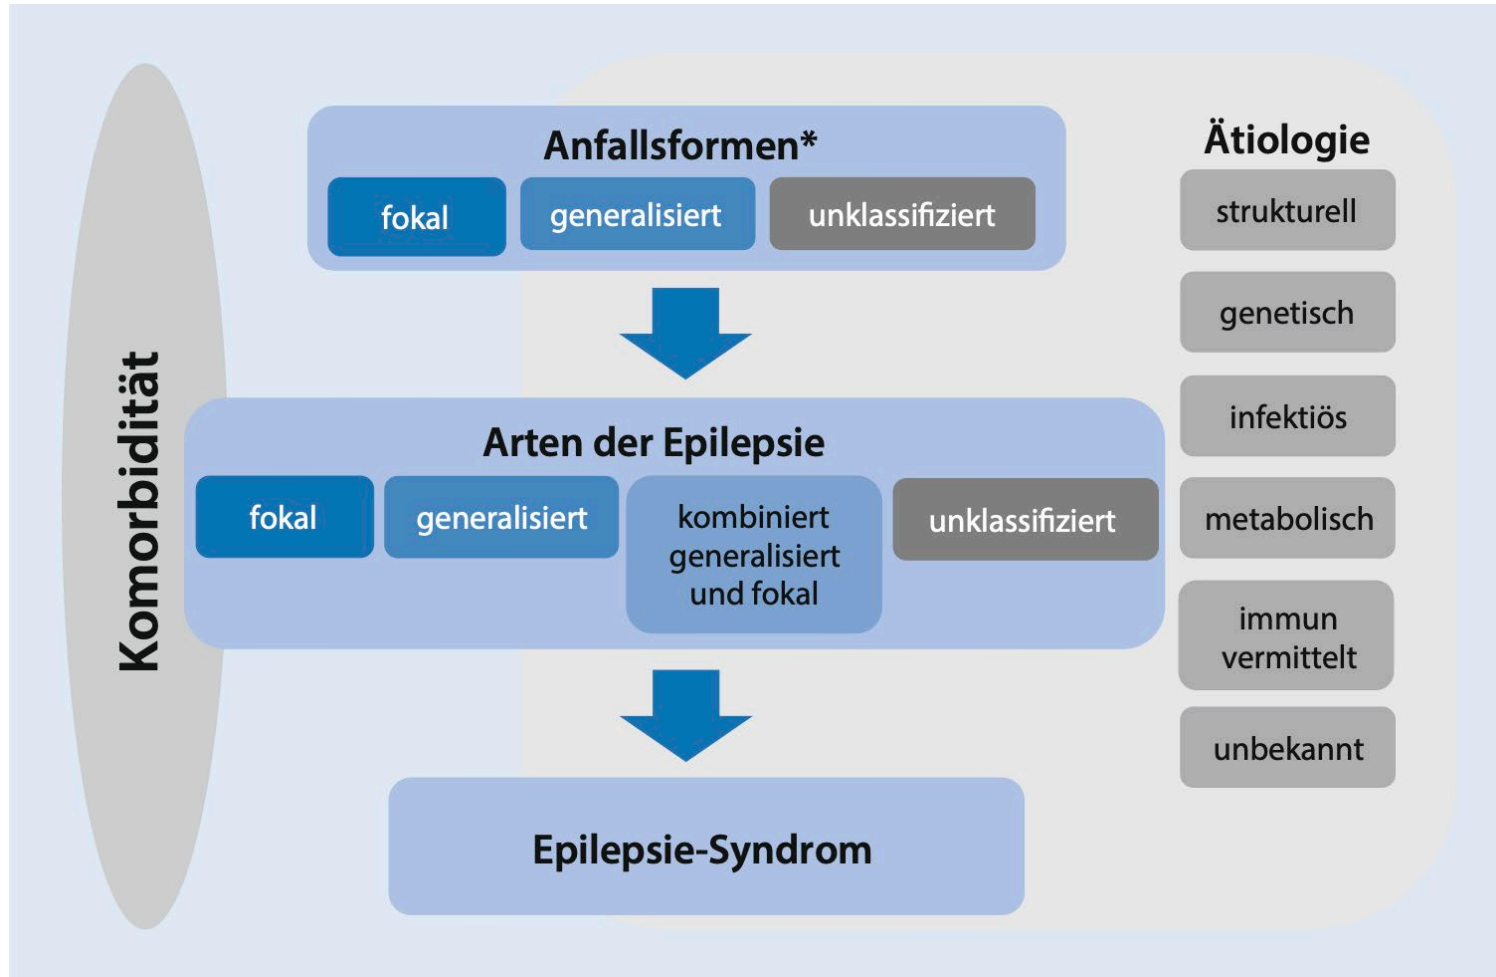 Anfallsformen*
fokal
generalisiert
unklassifiziert
Arten der Epilepsie
fokal
generalisiert
kombiniert
generalisiert
und fokal
unklassifiziert
Epilepsie-Syndrom
Komorbidität
Ätiologie
strukturell
genetisch
infektiös
metabolisch
immun
vermittelt
unbekannt